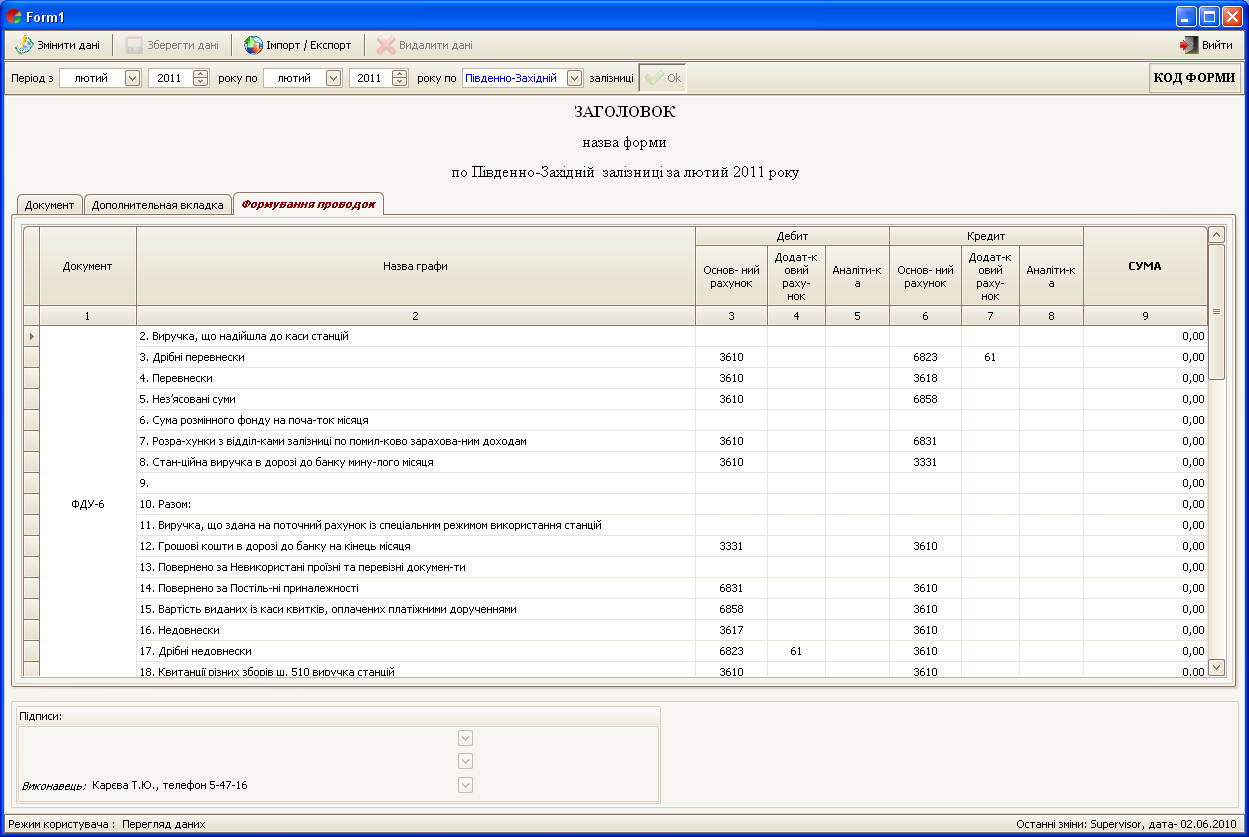 Form1
Змінити дані Зберегти дані Імпорт / Експорт Видалити дані Вийти
Період з лютий 2011 року по лютий 2011 року по Південно-Західній залізниці Ok КОД ФОРМИ
ЗАГОЛОВОК
назва форми
по Південно-Західній залізниці за лютий 2011 року
Документ Дополнительная вкладка Формування проводок
Документ Назва графи Дебит Кредит СУМА
Основ- ний рахунок Додат-к овий раху- нок Аналіти-к а Основ- ний рахунок Додат-к овий раху- нок Аналіти-к а
1 2 3 4 5 6 7 8 9
ФДУ-6
2. Виручка, що надійшла до каси станцій 0,00
3. Дрібні перевнески 3610 6823 61 0,00
4. Перевнески 3610 3618 0,00
5. Нез'ясовані суми 3610 6858 0,00
6. Сума розмінного фонду на поча-ток місяця 0,00
7. Розра-хунки з відділ-ками залізниці по помил-ково зарахова-ним доходам 3610 6831 0,00
8. Стан-ційна виручка в дорозі до банку мину-лого місяця 3610 3331 0,00
9. 0,00
10. Разом: 0,00
11. Виручка, що здана на поточний рахунок із спеціальним режимом використання станцій 0,00
12. Грошові кошти в дорозі до банку на кінець місяця 3331 3610 0,00
13. Повернено за Невикористані проїзні та перевізні докумен-ти 0,00
14. Повернено за Постіль-ні приналежності 6831 3610 0,00
15. Вартість виданих із каси квитків, оплачених платіжними дорученнями 6858 3610 0,00
16. Недовнески 3617 3610 0,00
17. Дрібні недовнески 6823 61 3610 0,00
18. Квитанції різних зборів ш. 510 виручка станцій 3610 3610 0,00
Підписи:
Виконавець: Карєва Т.Ю., телефон 5-47-16
Режим користувача : Перегляд даних Останні зміни: Supervisor, дата- 02.06.2010